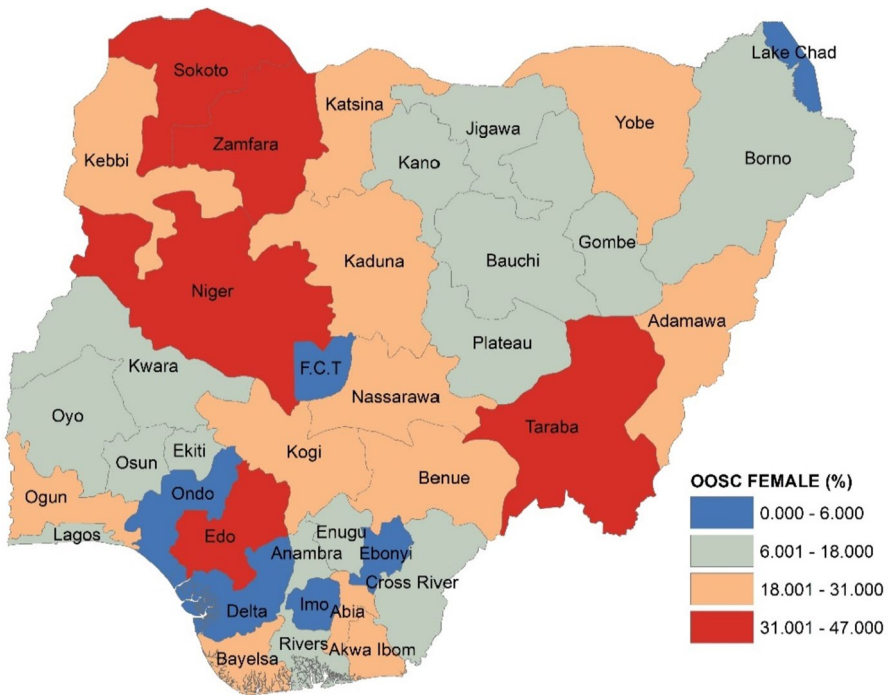 Lake Chad
Sokoto
Katsina
Jigawa
Yobe
Zamfara
Kebbi
Kano
Borno
Gombe
Kaduna
Bauchi
Niger
Adamawa
Plateau
F.C.T
Kwara
Nassarawa
Oyo
Taraba
Ekiti
Kogi
Osun
Benue
Ogun
Ondo
Lagos
Edo
Enugu
Anambra
Ebonyi
Cross River
Delta
Imo
Abia
Rivers
Akwa Ibom
Bayelsa
OOSC FEMALE (%)
0.000 - 6.000
6.001 - 18.000
18.001 - 31.000
31.001 - 47.000